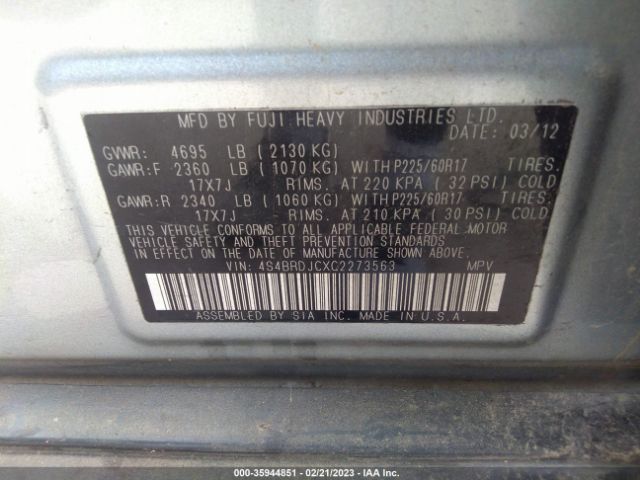 MFD BY FUJI HEAVY INDUSTRIES LTD.
DATE: 03/12
GVWR: 4695 LB (2130 KG)
GAWR:F 2360 LB (1070 KG) WITH P225/60R17 TIRES.
17X7J RIMS. AT 220 KPA (32 PSI) COLD
GAWR:R 2340 LB (1060 KG) WITH P225/60R17 TIRES.
17X7J RIMS. AT 210 KPA (30 PSI) COLD
THIS VEHICLE CONFORMS TO ALL APPLICABLE FEDERAL MOTOR
VEHICLE SAFETY AND THEFT PREVENTION STANDARDS IN EFFECT
ON THE DATE OF MANUFACTURE SHOWN ABOVE.
VIN: 4S4BRDJCXC2273563 MPV
ASSEMBLED BY SIA INC. MADE IN U.S.A.
000-35944851 - 02/21/2023 - IAA Inc.